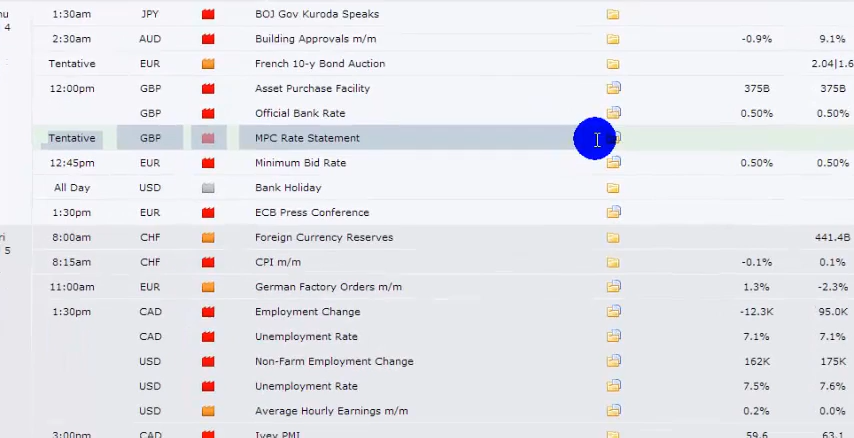 nu 1:30am JPY BOJ Gov Kuroda Speaks
4
2:30am AUD Building Approvals m/m -0.9% 9.1%
Tentative EUR French 10-y Bond Auction 2.04|1.6
12:00pm GBP Asset Purchase Facility 375B 375B
GBP Official Bank Rate 0.50% 0.50%
Tentative GBP MPC Rate Statement
12:45pm EUR Minimum Bid Rate 0.50% 0.50%
All Day USD Bank Holiday
1:30pm EUR ECB Press Conference
ri 8:00am CHF Foreign Currency Reserves 441.4B
5
8:15am CHF CPI m/m -0.1% 0.1%
11:00am EUR German Factory Orders m/m 1.3% -2.3%
1:30pm CAD Employment Change -12.3K 95.0K
CAD Unemployment Rate 7.1% 7.1%
USD Non-Farm Employment Change 162K 175K
USD Unemployment Rate 7.5% 7.6%
USD Average Hourly Earnings m/m 0.2% 0.0%
3:00pm CAD Ivey PMI 59.6 63.1